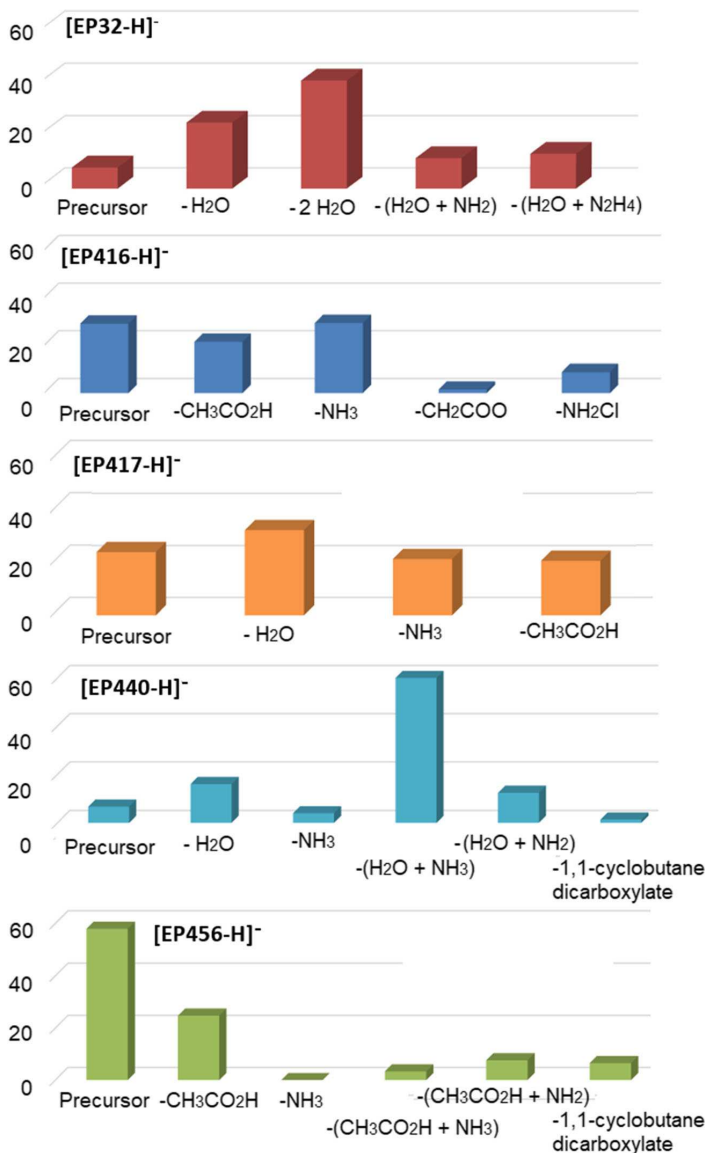 [EP32-H]-
60
40
20
0
Precursor -H2O -2 H2O -(H2O + NH2) -(H2O + N2H4)
[EP416-H]-
60
40
20
0
Precursor -CH3CO2H -NH3 -CH2COO -NH2Cl
[EP417-H]-
60
40
20
0
Precursor - H2O -NH3 -CH3CO2H
[EP440-H]-
60
40
20
0
Precursor - H2O -NH3 -(H2O + NH3) -(H2O + NH2) -1,1-cyclobutane
dicarboxylate
[EP456-H]-
60
40
20
0
Precursor -CH3CO2H -NH3 -(CH3CO2H + NH3) -(CH3CO2H + NH2) -1,1-cyclobutane
dicarboxylate